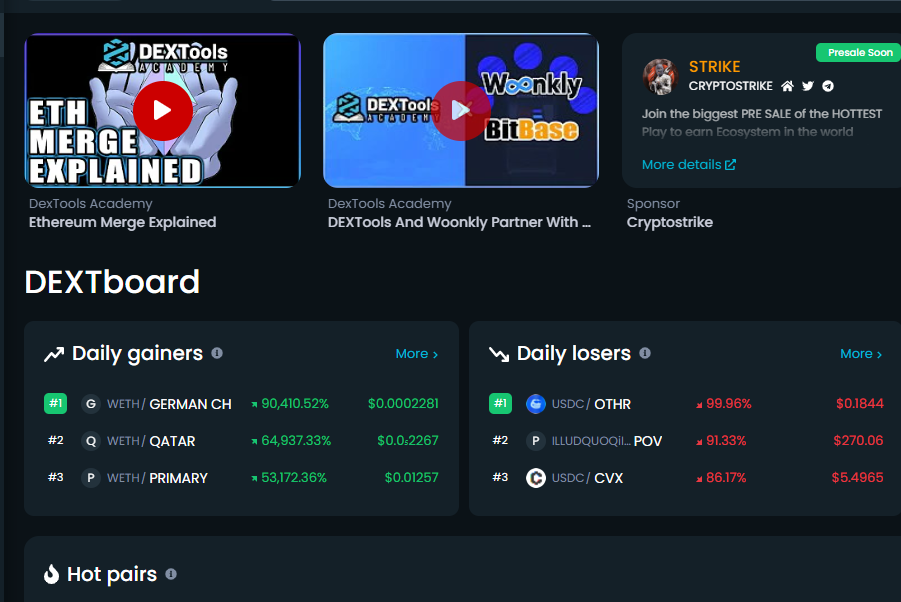 DEXTools
ACADEMY
ETH
MERGE
EXPLAINED
DexTools Academy
Ethereum Merge Explained
DEXTools
ACADEMY
Woonkly
BitBase
DexTools Academy
DEXTools And Woonkly Partner With ...
Presale Soon
STRIKE
CRYPTOSTRIKE
Join the biggest PRE SALE of the HOTTEST
Play to earn Ecosystem in the world
More details
Sponsor
Cryptostrike
DEXTboard
Daily gainers
More >
#1 G WETH/ GERMAN CH 90,410.52% $0.0002281
#2 Q WETH/ QATAR 64,937.33% $0.0₅2267
#3 P WETH/ PRIMARY 53,172.36% $0.01257
Daily losers
More >
#1 USDC/ OTHR 99.96% $0.1844
#2 P ILLUDQUOQiI... POV 91.33% $270.06
#3 USDC/ CVX 86.17% $5.4965
Hot pairs